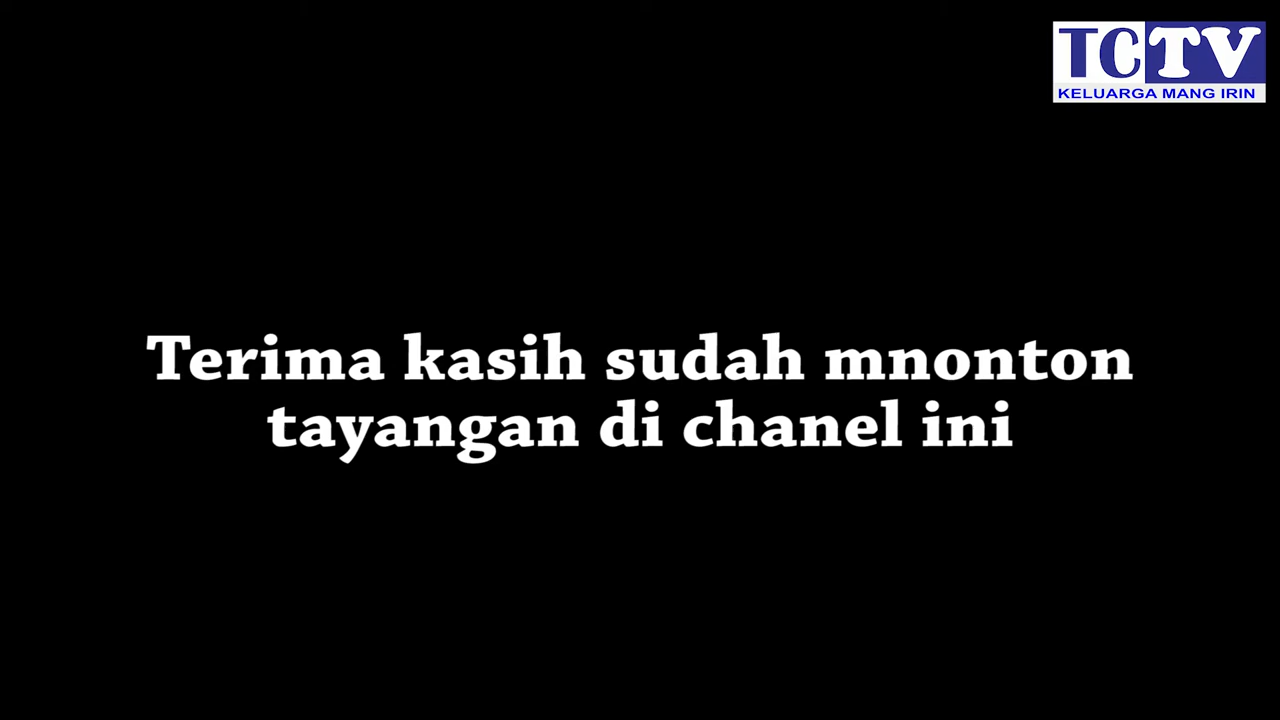 TCTV
KELUARGA MANG IRIN
Terima kasih sudah mnonton
tayangan di chanel ini